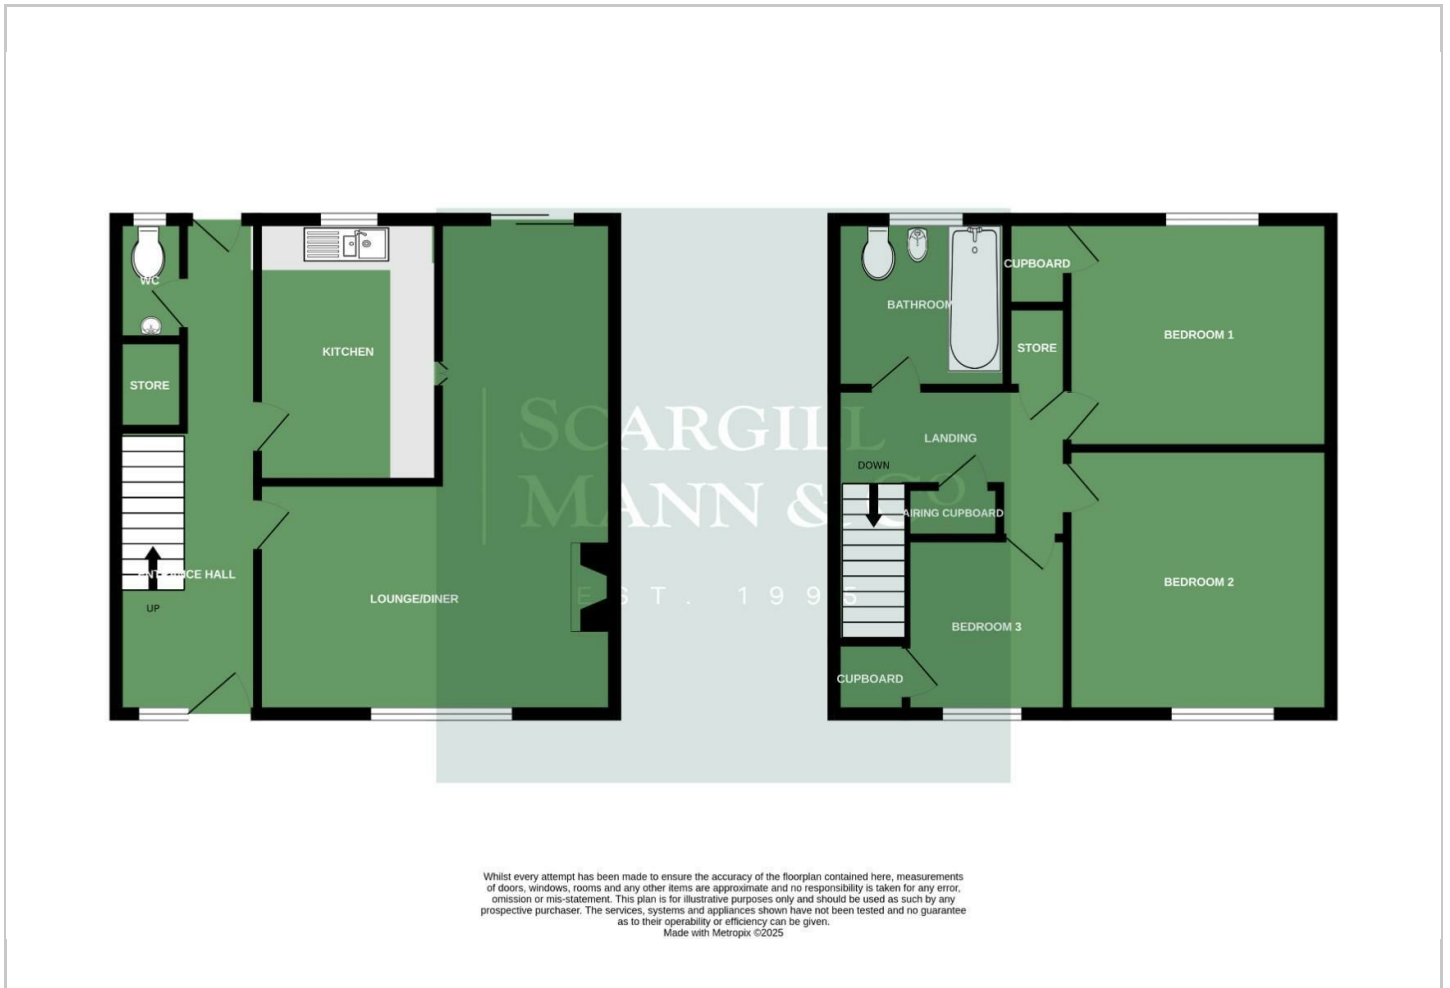 WC
STORE
KITCHEN
ENTRANCE HALL
UP
LOUNGE/DINER
BATHROOM
CUPBOARD
STORE
BEDROOM 1
LANDING
DOWN
AIRING CUPBOARD
BEDROOM 2
BEDROOM 3
CUPBOARD
SCARGILL
MANN & Co
EST. 1995
Whilst every attempt has been made to ensure the accuracy of the floorplan contained here, measurements
of doors, windows, rooms and any other items are approximate and no responsibility is taken for any error,
omission or mis-statement. This plan is for illustrative purposes only and should be used as such by any
prospective purchaser. The services, systems and appliances shown have not been tested and no guarantee
as to their operability or efficiency can be given.
Made with Metropix ©2025